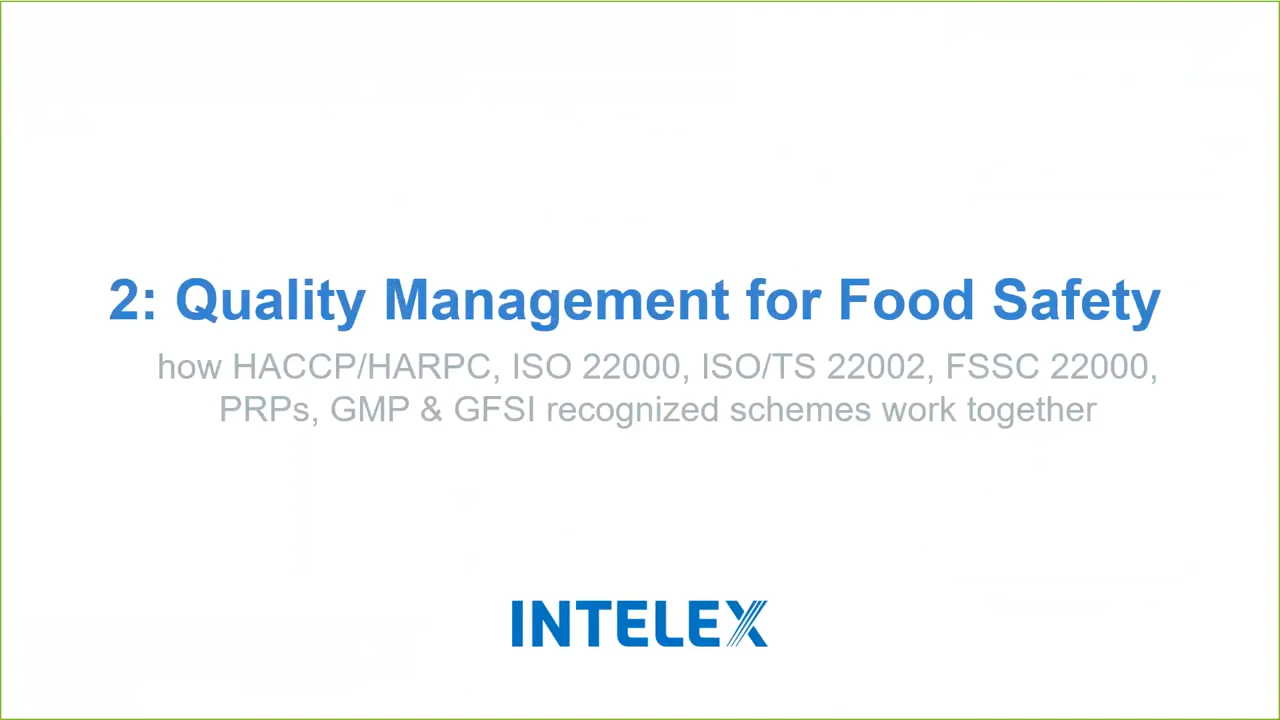 2: Quality Management for Food Safety
how HACCP/HARPC, ISO 22000, ISO/TS 22002, FSSC 22000,
PRPs, GMP & GFSI recognized schemes work together
INTELEX